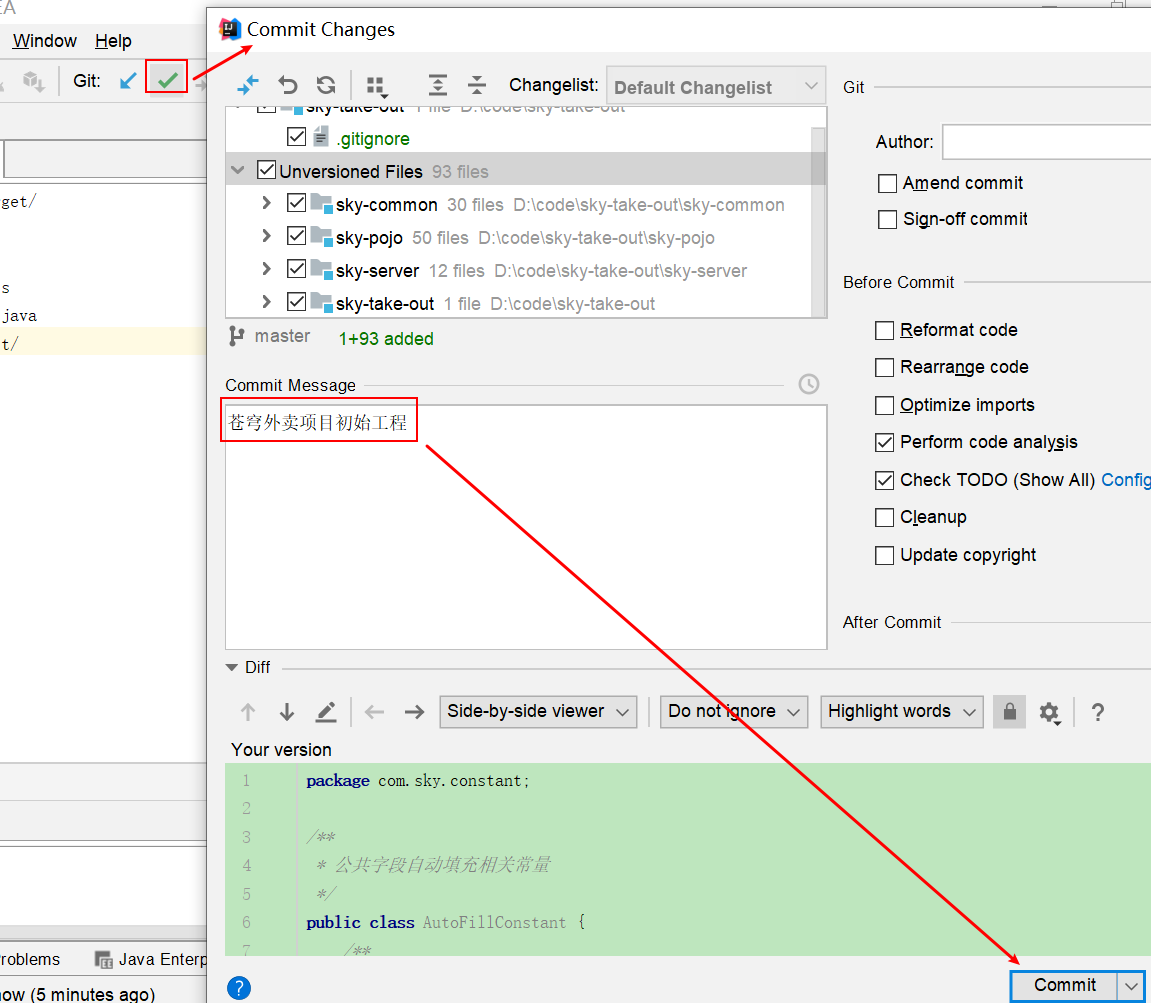 EA
Commit Changes
Window Help
Git:
Changelist: Default Changelist
Git
sky-take-out 1 file D:\code\sky-take-out
.gitignore
Author:
Unversioned Files 93 files
Amend commit
get/
sky-common 30 files D:\code\sky-take-out\sky-common
Sign-off commit
sky-pojo 50 files D:\code\sky-take-out\sky-pojo
sky-server 12 files D:\code\sky-take-out\sky-server
Before Commit
s
sky-take-out 1 file D:\code\sky-take-out
java
master 1+93 added
Reformat code
t/
Rearrange code
Commit Message
Optimize imports
苍穹外卖项目初始工程
Perform code analysis
Check TODO (Show All) Config
Cleanup
Update copyright
After Commit
Diff
Side-by-side viewer Do not ignore Highlight words ?
Your version
1 package com.sky.constant;
2
3 /**
4 * 公共字段自动填充相关常量
5 */
6 public class AutoFillConstant {
7 /**
roblems Java Enterp
? Commit
now (5 minutes ago)